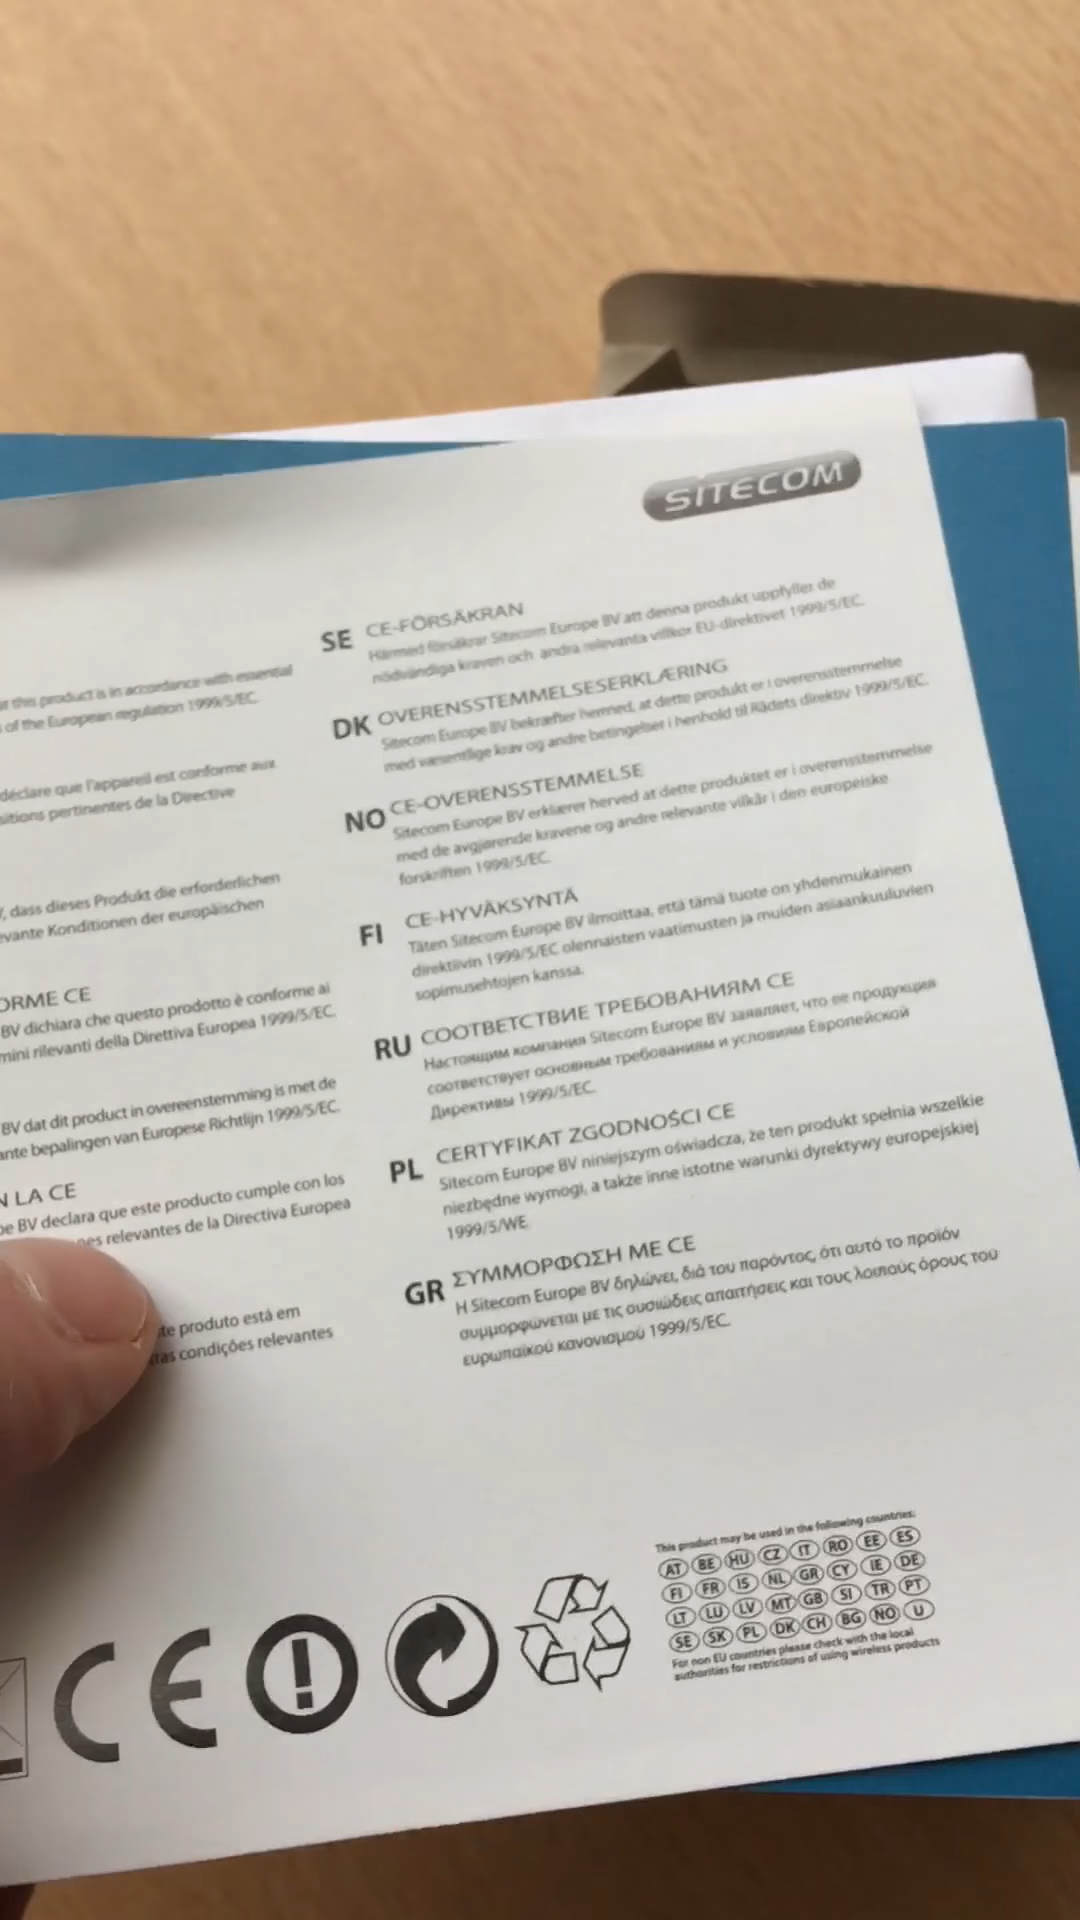 SITECOM
at this product is in accordance with essential
of the European regulation 1999/5/EC.
déclare que l'appareil est conforme aux
sitions pertinentes de la Directive
, dass dieses Produkt die erforderlichen
evante Konditionen der europäischen
ORME CE
BV dichiara che questo prodotto è conforme ai
mini rilevanti della Direttiva Europea 1999/5/EC.
BV dat dit product in overeenstemming is met de
ante bepalingen van Europese Richtlijn 1999/5/EC.
N LA CE
pe BV declara que este producto cumple con los
nes relevantes de la Directiva Europea
te produto está em
tras condições relevantes
SE CE-FÖRSÄKRAN
Härmed försäkrar Sitecom Europe BV att denna produkt uppfyller de
nödvändiga kraven och andra relevanta villkor EU-direktivet 1999/5/EC.
DK OVERENSSTEMMELSESERKLÆRING
Sitecom Europe BV bekræfter hermed, at dette produkt er i overensstemmelse
med væsentlige krav og andre betingelser i henhold til Rådets direktiv 1999/5/EC.
NO CE-OVERENSSTEMMELSE
Sitecom Europe BV erklærer herved at dette produktet er i overensstemmelse
med de avgjørende kravene og andre relevante vilkår i den europeiske
forskriften 1999/5/EC.
FI CE-HYVÄKSYNTÄ
Täten Sitecom Europe BV ilmoittaa, että tämä tuote on yhdenmukainen
direktiivin 1999/5/EC olennaisten vaatimusten ja muiden asiaankuuluvien
sopimusehtojen kanssa.
RU СООТВЕТСТВИЕ ТРЕБОВАНИЯМ CE
Настоящим компания Sitecom Europe BV заявляет, что ее продукция
соответствует основным требованиям и условиям Европейской
Директивы 1999/5/EC.
PL CERTYFIKAT ZGODNOŚCI CE
Sitecom Europe BV niniejszym oświadcza, że ten produkt spełnia wszelkie
niezbędne wymogi, a także inne istotne warunki dyrektywy europejskiej
1999/5/WE.
GR ΣΥΜΜΟΡΦΩΣΗ ΜΕ CE
Η Sitecom Europe BV δηλώνει, διά του παρόντος, ότι αυτό το προϊόν
συμμορφώνεται με τις ουσιώδεις απαιτήσεις και τους λοιπούς όρους του
ευρωπαϊκού κανονισμού 1999/5/EC.
CE
This product may be used in the following countries:
AT BE HU CZ IT RO EE ES
FI FR IS NL GR CY IE DE
LT LU LV MT GB SI TR PT
SE SK PL DK CH BG NO U
For non EU countries please check with the local
authorities for restrictions of using wireless products